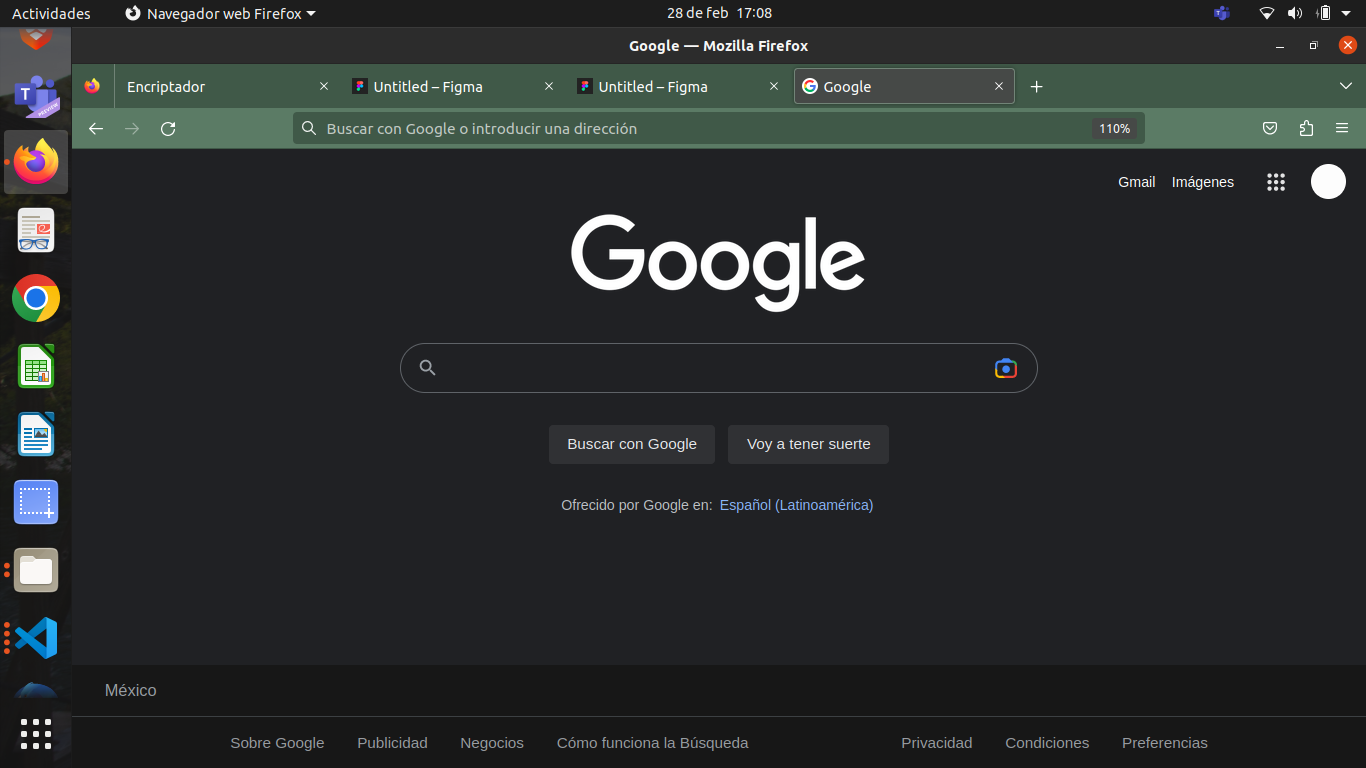 Actividades Navegador web Firefox 28 de feb 17:08
Google — Mozilla Firefox
Encriptador Untitled – Figma Untitled – Figma Google
Buscar con Google o introducir una dirección 110%
Gmail Imágenes
Google
Buscar con Google Voy a tener suerte
Ofrecido por Google en: Español (Latinoamérica)
México
Sobre Google Publicidad Negocios Cómo funciona la Búsqueda Privacidad Condiciones Preferencias